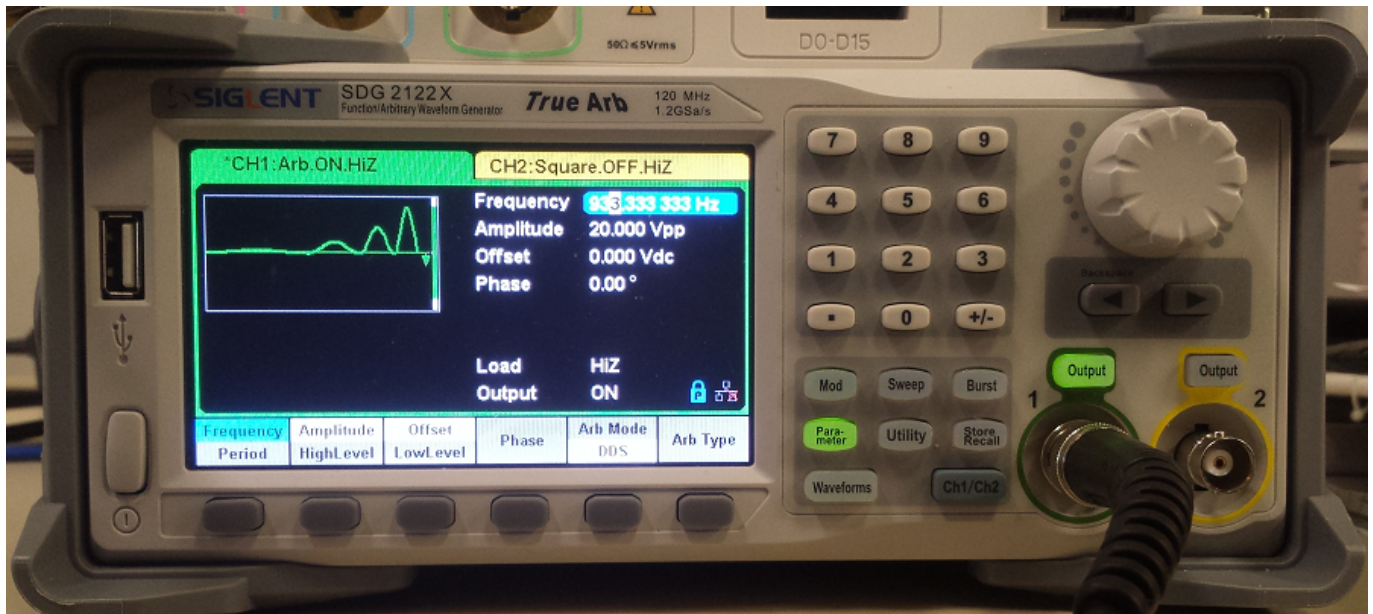 50Ω≤5Vrms
D0-D15
SIGLENT
SDG 2122X
Function/Arbitrary Waveform Generator
True Arb
120 MHz
1.2GSa/s
*CH1:Arb.ON.HiZ
CH2:Square.OFF.HiZ
Frequency 933.333 333 Hz
Amplitude 20.000 Vpp
Offset 0.000 Vdc
Phase 0.00 °
Load HiZ
Output ON
P
Frequency
Period
Amplitude
HighLevel
Offset
LowLevel
Phase
Arb Mode
DDS
Arb Type
7 8 9
4 5 6
1 2 3
. 0 +/-
Backspace
Mod Sweep Burst
Para-
meter
Utility
Store
Recall
Waveforms Ch1/Ch2
Output
1
Output
2